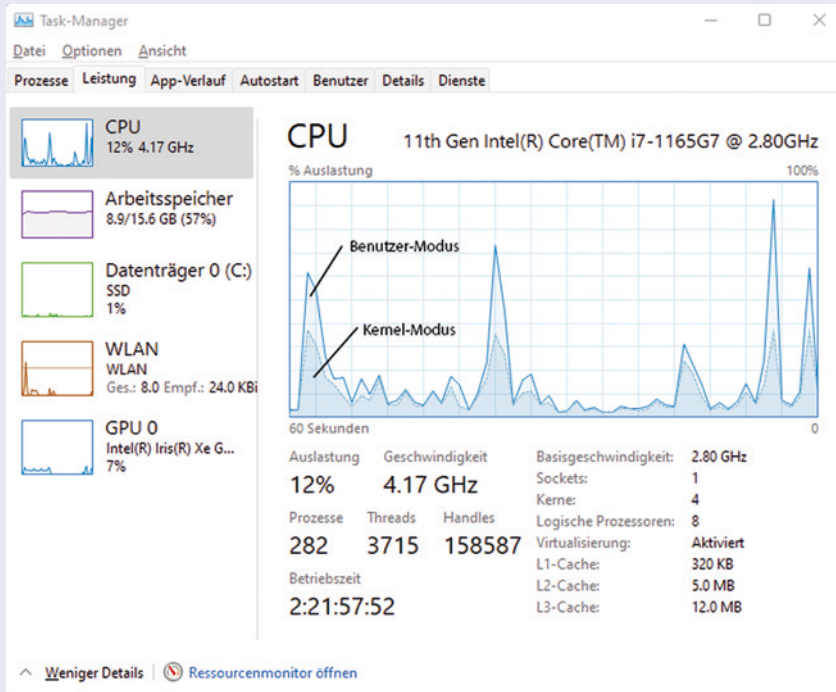 Task-Manager
Datei Optionen Ansicht
Prozesse Leistung App-Verlauf Autostart Benutzer Details Dienste
CPU
12% 4.17 GHz
Arbeitsspeicher
8.9/15.6 GB (57%)
Datenträger 0 (C:)
SSD
1%
WLAN
WLAN
Ges.: 8.0 Empf.: 24.0 KBi
GPU 0
Intel(R) Iris(R) Xe G...
7%
CPU 11th Gen Intel(R) Core(TM) i7-1165G7 @ 2.80GHz
% Auslastung 100%
Benutzer-Modus
Kernel-Modus
60 Sekunden 0
Auslastung Geschwindigkeit
12% 4.17 GHz
Prozesse Threads Handles
282 3715 158587
Betriebszeit
2:21:57:52
Basisgeschwindigkeit: 2.80 GHz
Sockets: 1
Kerne: 4
Logische Prozessoren: 8
Virtualisierung: Aktiviert
L1-Cache: 320 KB
L2-Cache: 5.0 MB
L3-Cache: 12.0 MB
Weniger Details Ressourcenmonitor öffnen